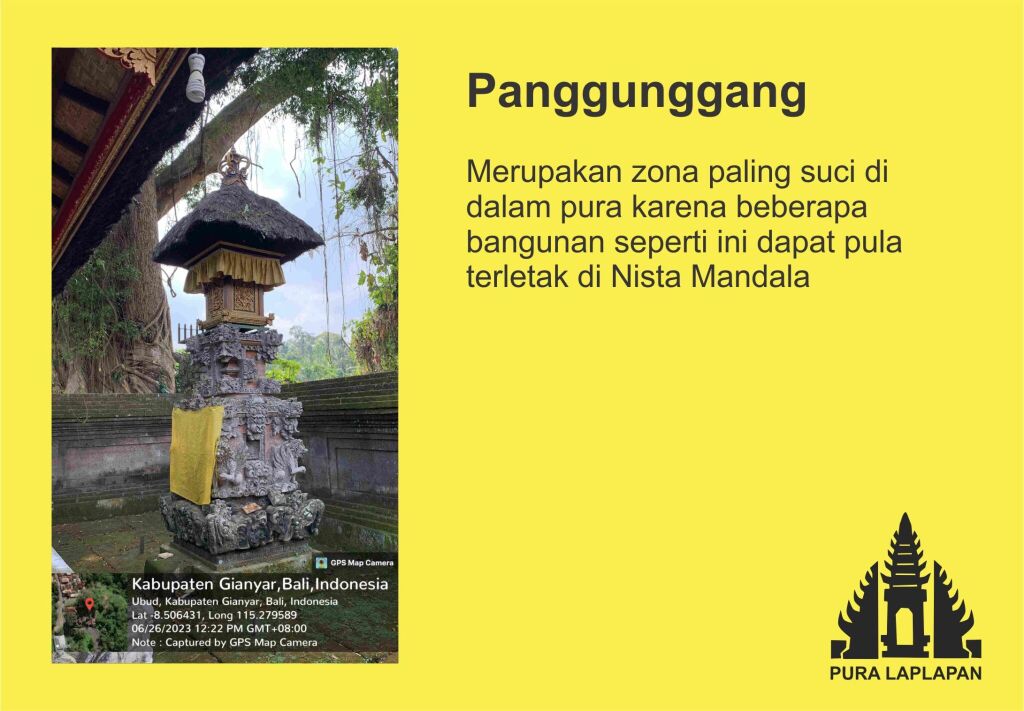 Panggunggang
Merupakan zona paling suci di
dalam pura karena beberapa
bangunan seperti ini dapat pula
terletak di Nista Mandala
GPS Map Camera
Kabupaten Gianyar,Bali,Indonesia
Ubud, Kabupaten Gianyar, Bali, Indonesia
Lat -8.506431, Long 115.279589
06/26/2023 12:22 PM GMT+08:00
Note : Captured by GPS Map Camera
PURA LAPLAPAN